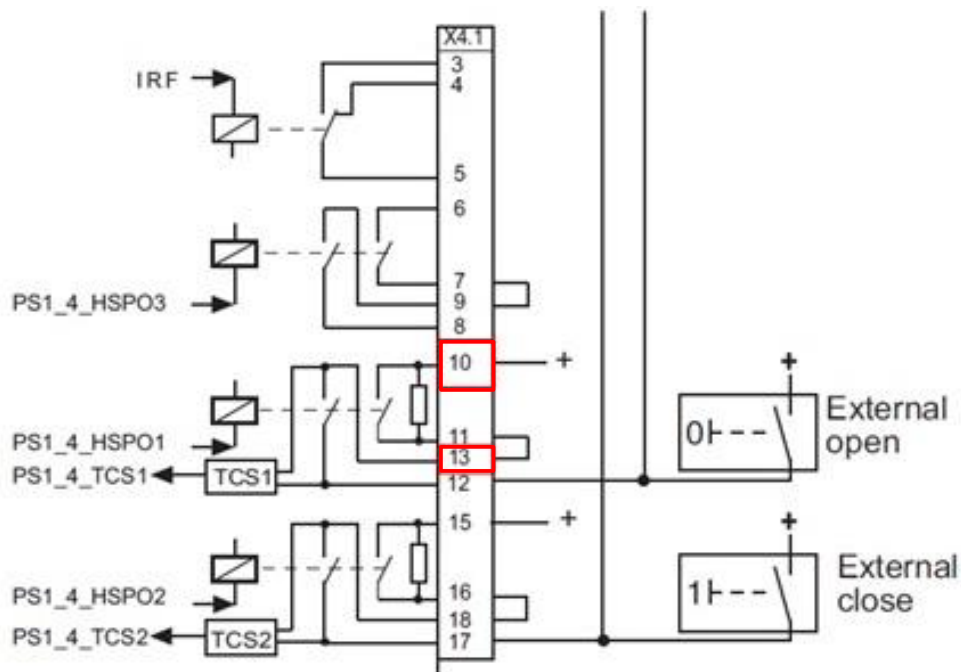 X4.1
3
IRF
4
5
6
7
PS1_4_HSPO3
9
8
10
+
+
External
open
0
11
PS1_4_HSPO1
13
PS1_4_TCS1
TCS1
12
15
+
+
16
External
close
1
PS1_4_HSPO2
18
PS1_4_TCS2
TCS2
17